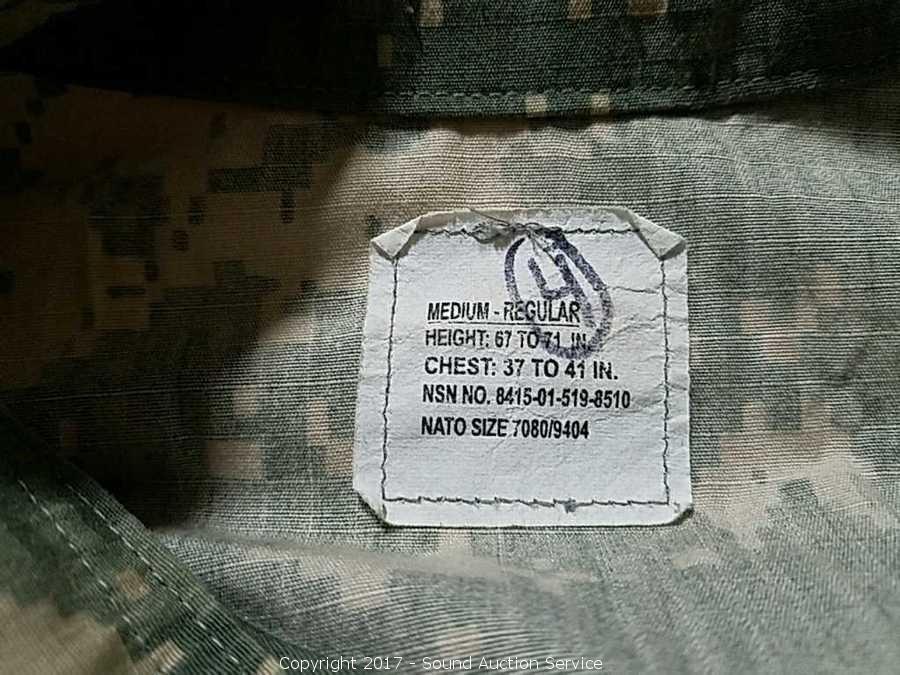 4
MEDIUM - REGULAR
HEIGHT: 67 TO 71 IN.
CHEST: 37 TO 41 IN.
NSN NO. 8415-01-519-8510
NATO SIZE 7080/9404
Copyright 2017 - Sound Auction Service